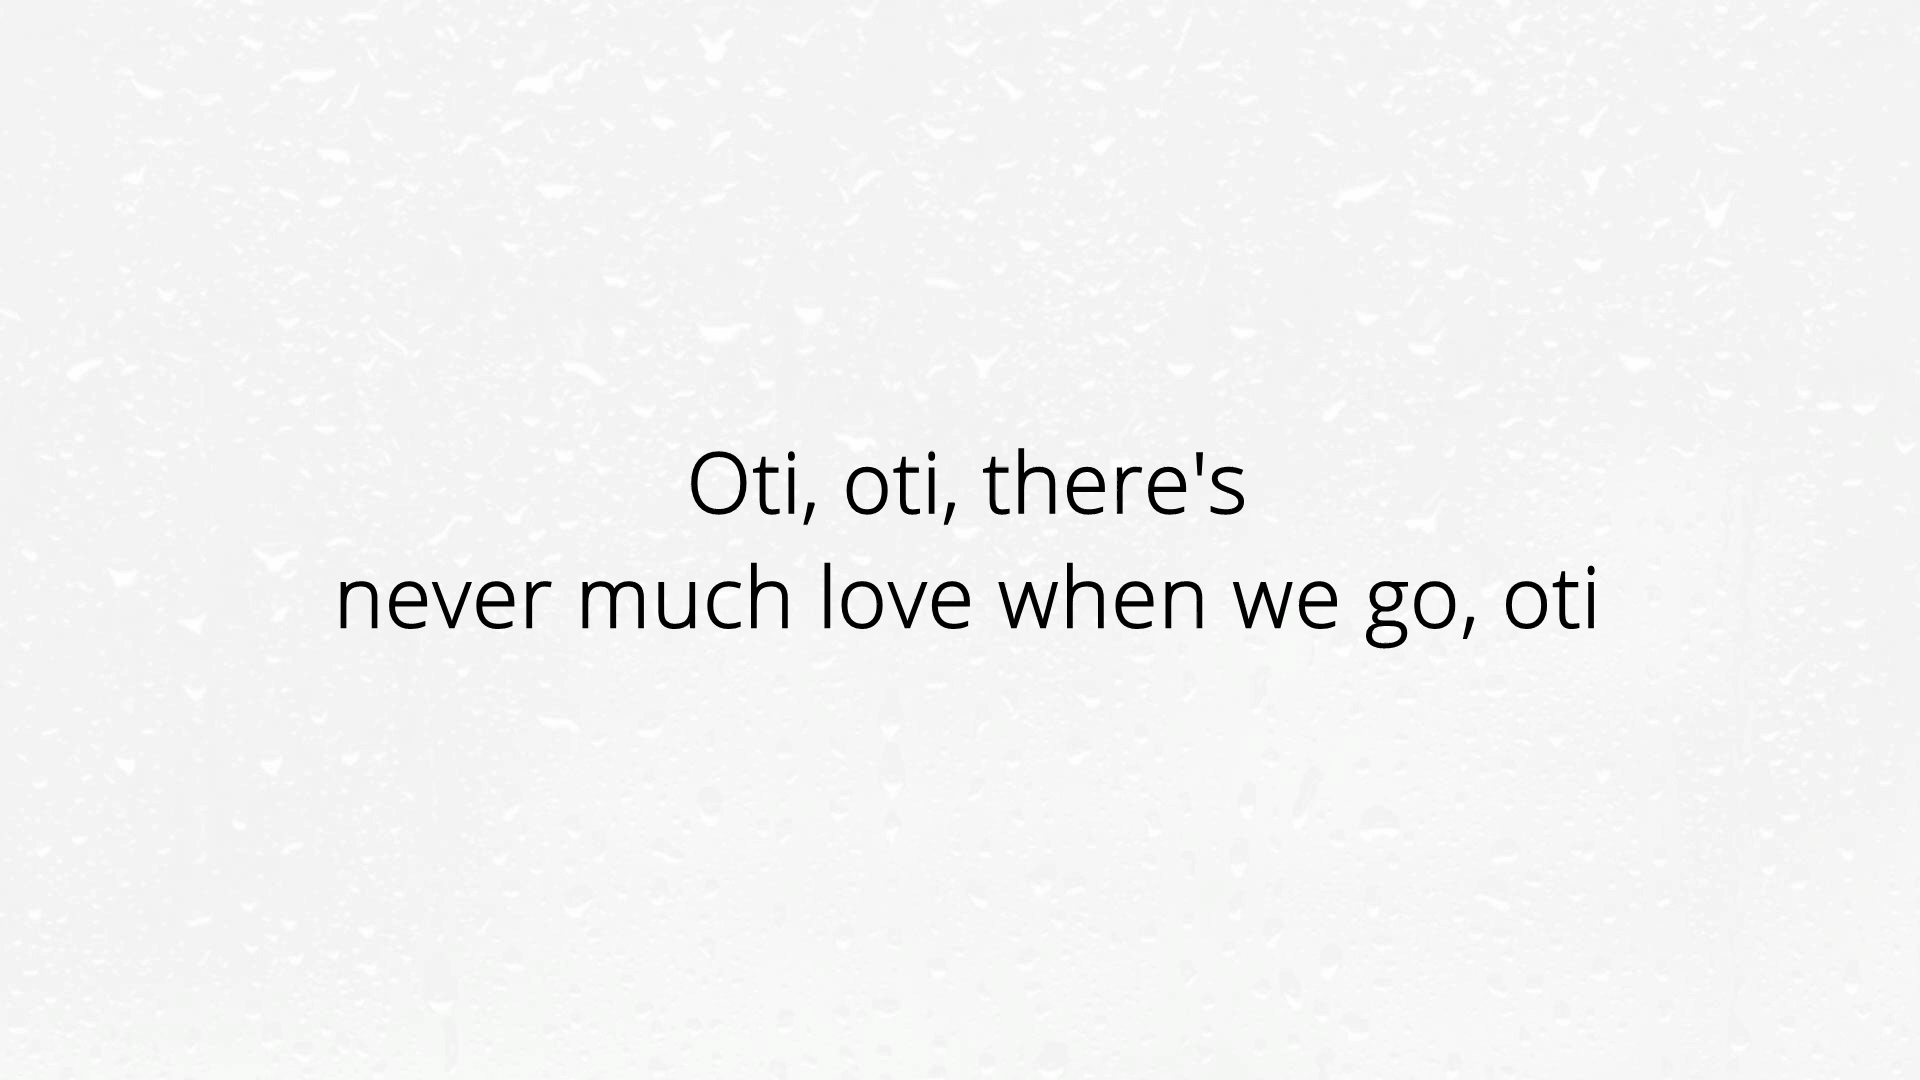 Oti, oti, there's
never much love when we go, oti